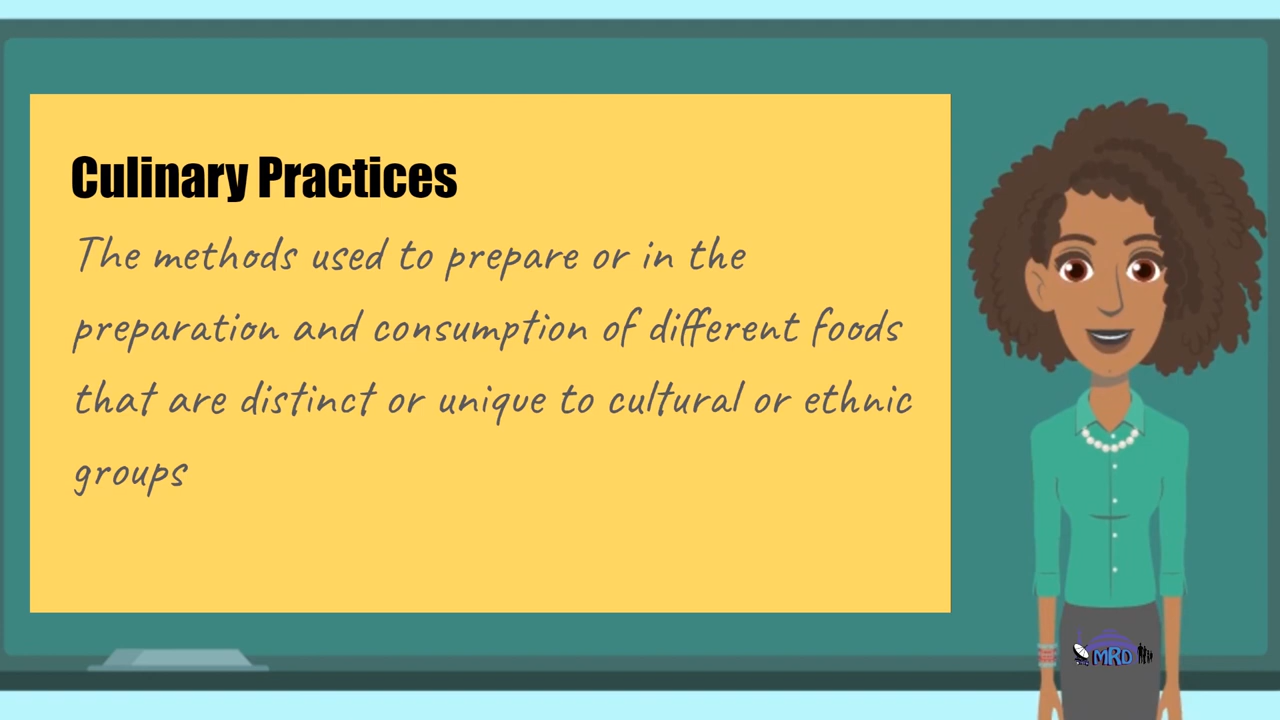 Culinary Practices
The methods used to prepare or in the
preparation and consumption of different foods
that are distinct or unique to cultural or ethnic
groups
MRD